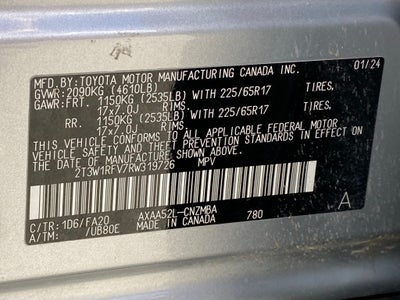 MFD. BY: TOYOTA MOTOR MANUFACTURING CANADA INC. 01/24
GVWR: 2090KG (4610LB)
GAWR: FRT. 1150KG (2535LB) WITH 225/65R17 TIRES
17x7.0J RIMS.
RR. 1150KG (2535LB) WITH 225/65R17 TIRES
17x7.0J RIMS.
THIS VEHICLE CONFORMS TO ALL APPLICABLE FEDERAL MOTOR
VEHICLE SAFETY AND THEFT PREVENTION STANDARDS IN EFFECT
ON THE DATE OF MANUFACTURE SHOWN ABOVE.
2T3W1RFV7RW319726 MPV
C/TR: 1D6/FA20 AXAA52L-CNZMBA 780 A
A/TM: /UB80E MADE IN CANADA